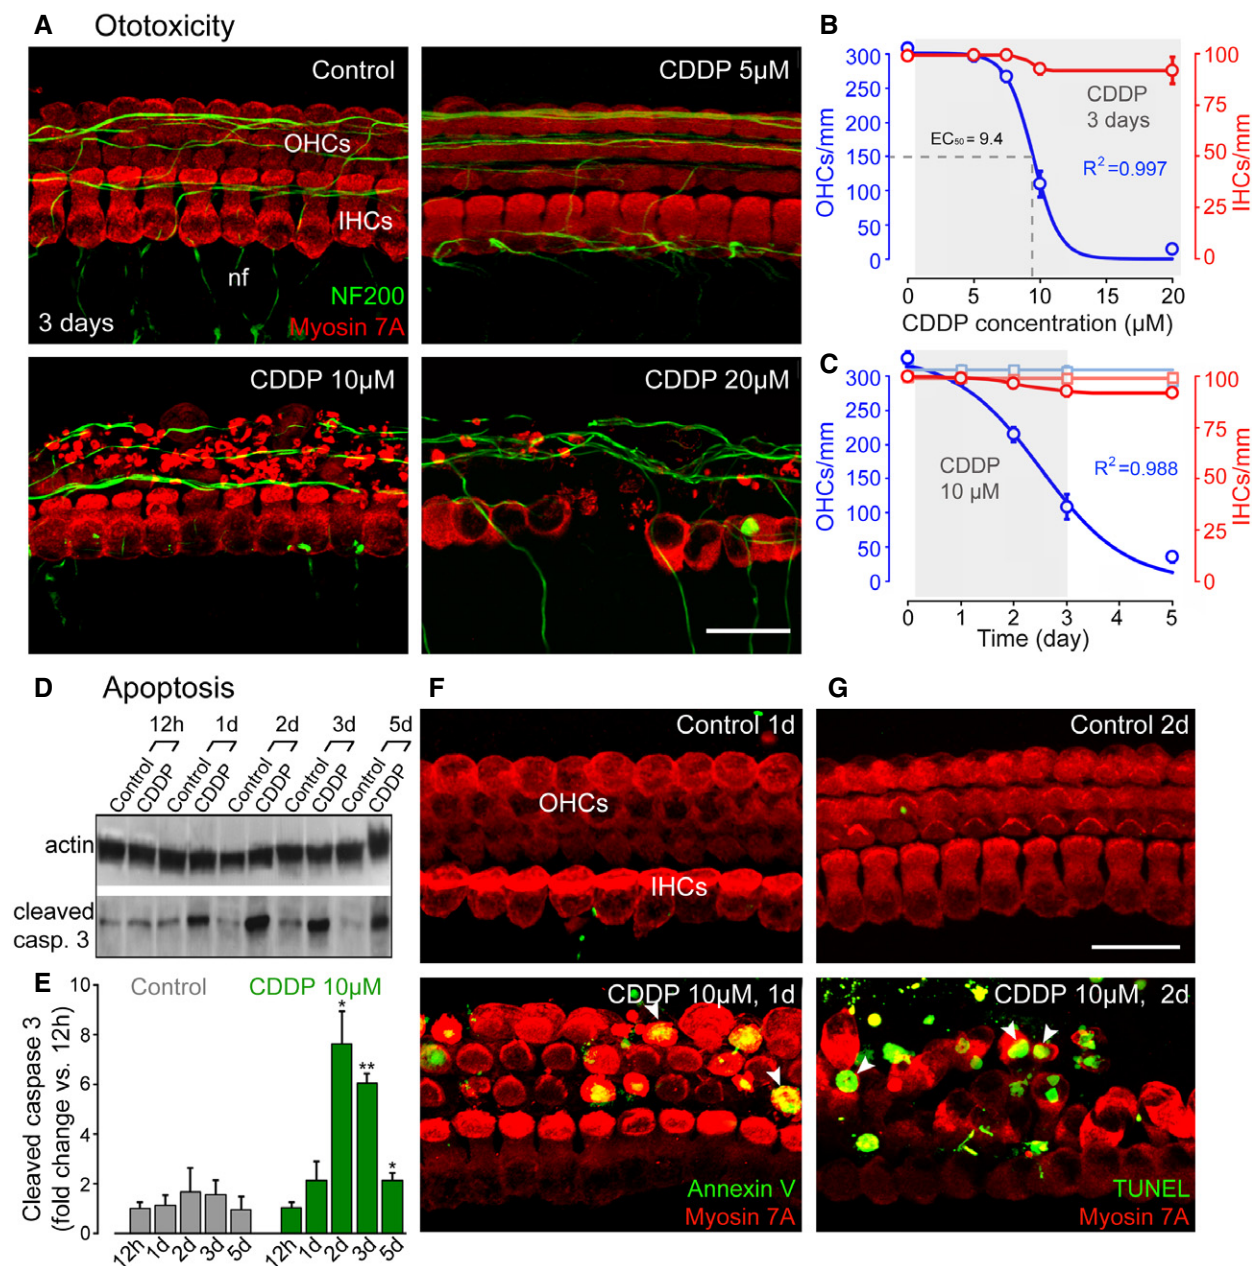 A Ototoxicity
Control
OHCs
IHCs
nf
NF200
3 days
Myosin 7A
CDDP 5µM
CDDP 10µM
CDDP 20µM
B
300
250
200
150
100
50
0
OHCs/mm
EC₅₀ = 9.4
CDDP
3 days
R²=0.997
100
75
50
25
0
IHCs/mm
0 5 10 15 20
CDDP concentration (µM)
C
300
250
200
150
100
50
0
OHCs/mm
CDDP
10 µM
R²=0.988
100
75
50
25
0
IHCs/mm
0 1 2 3 4 5
Time (day)
D Apoptosis
12h 1d 2d 3d 5d
Control CDDP Control CDDP Control CDDP Control CDDP Control CDDP
actin
cleaved
casp. 3
E
Control CDDP 10µM
Cleaved caspase 3
(fold change vs. 12h)
10
8
6
4
2
0
* ** *
12h 1d 2d 3d 5d 12h 1d 2d 3d 5d
F
Control 1d
OHCs
IHCs
CDDP 10µM, 1d
Annexin V
Myosin 7A
G
Control 2d
CDDP 10µM, 2d
TUNEL
Myosin 7A